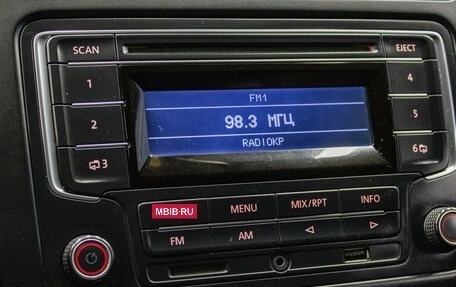 SCAN
EJECT
1
FM1
4
98.3 МГЦ
2
5
RADIOKP
3
6
MBIB·RU
MENU
MIX/RPT
INFO
FM
AM